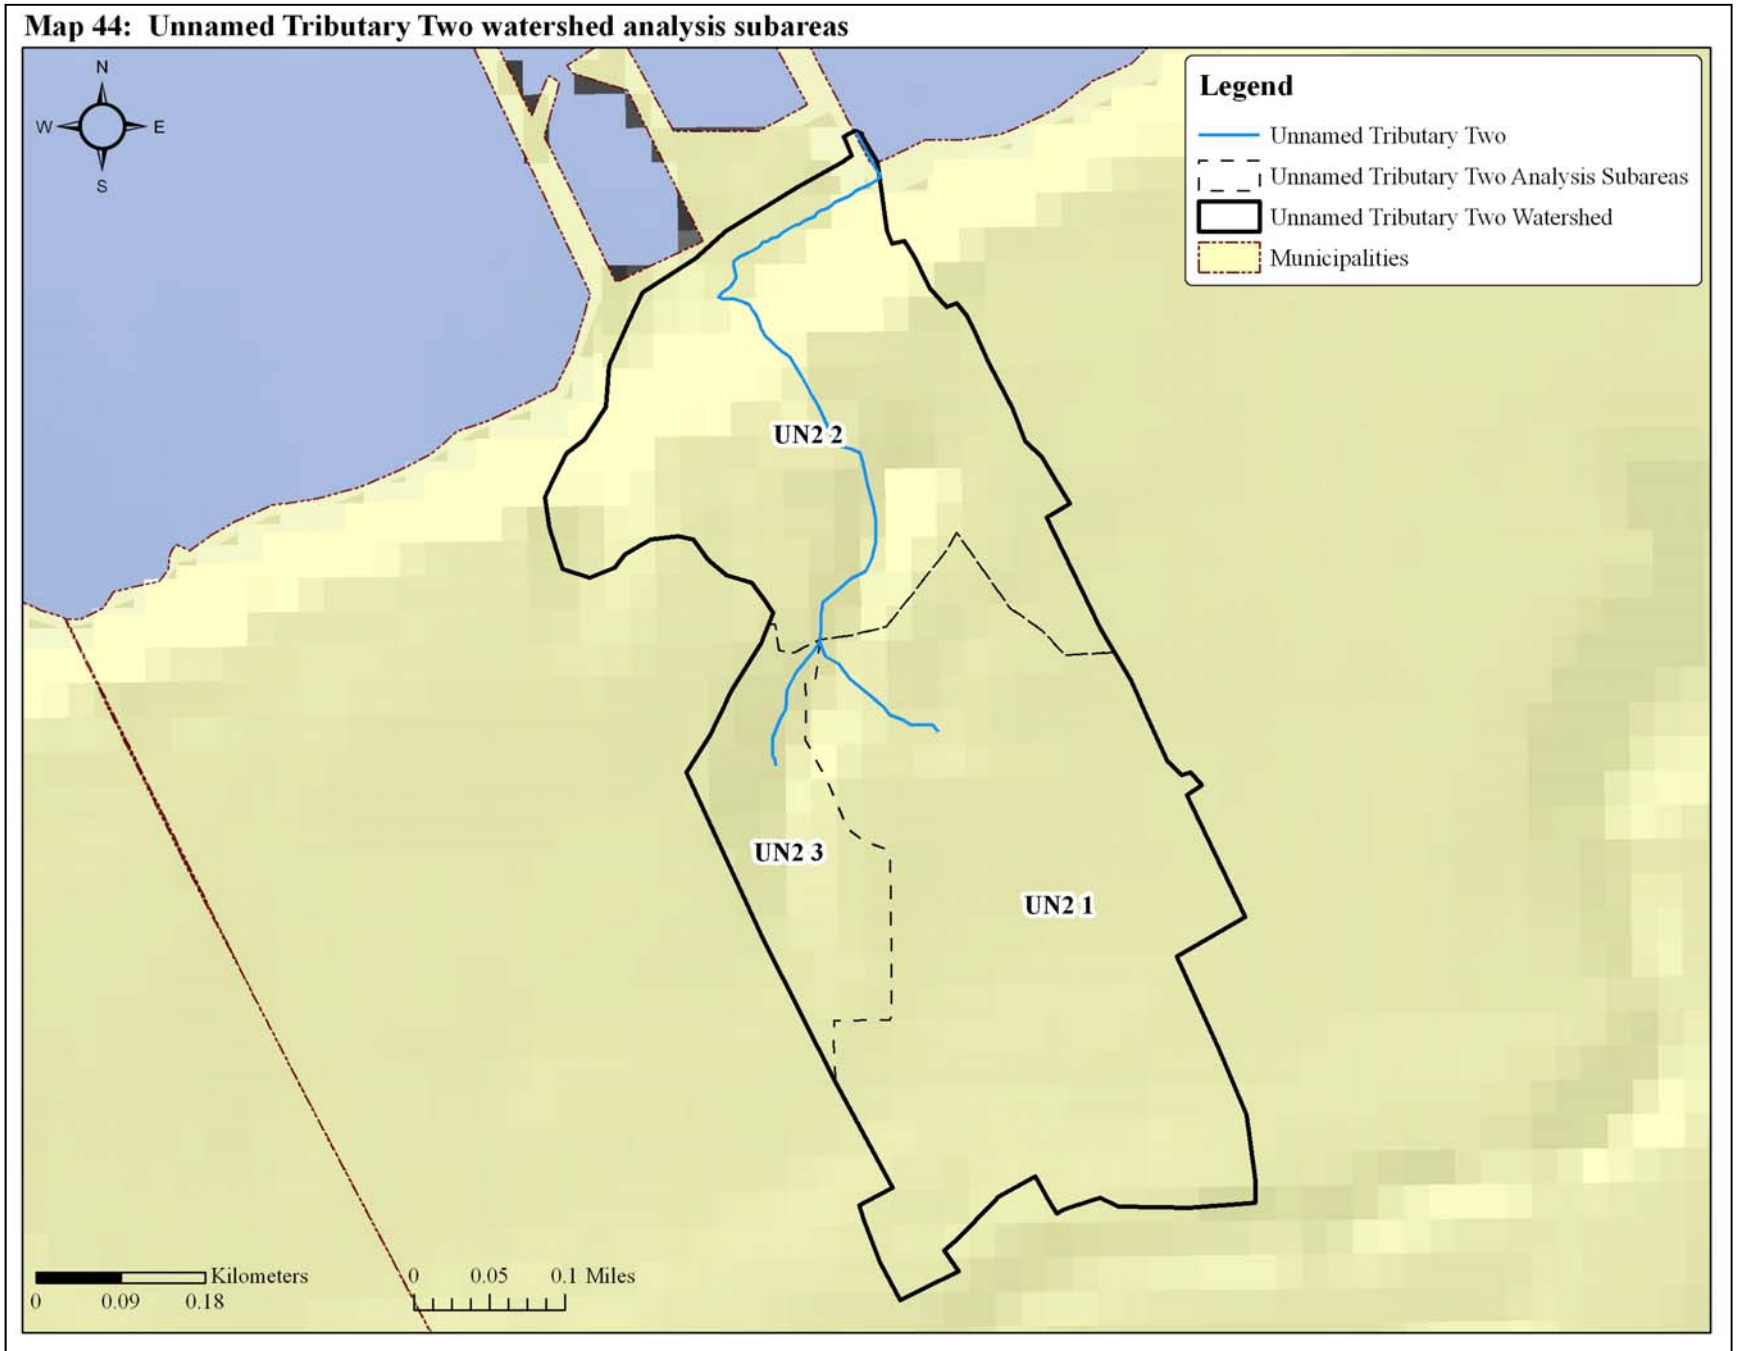 Map 44: Unnamed Tributary Two watershed analysis subareas
N
W E
S
Legend
Unnamed Tributary Two
Unnamed Tributary Two Analysis Subareas
Unnamed Tributary Two Watershed
Municipalities
UN2 2
UN2 3
UN2 1
Kilometers
0 0.09 0.18
0 0.05 0.1 Miles